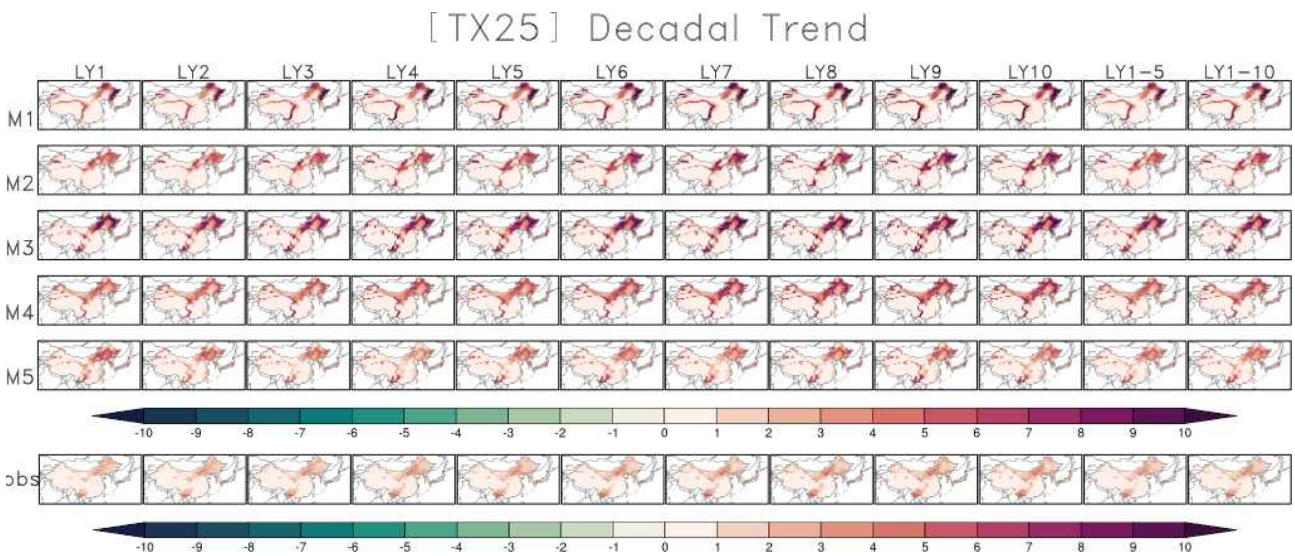 [TX25] Decadal Trend
LY1 LY2 LY3 LY4 LY5 LY6 LY7 LY8 LY9 LY10 LY1-5 LY1-10
M1
M2
M3
M4
M5
-10 -9 -8 -7 -6 -5 -4 -3 -2 -1 0 1 2 3 4 5 6 7 8 9 10
obs
-10 -9 -8 -7 -6 -5 -4 -3 -2 -1 0 1 2 3 4 5 6 7 8 9 10